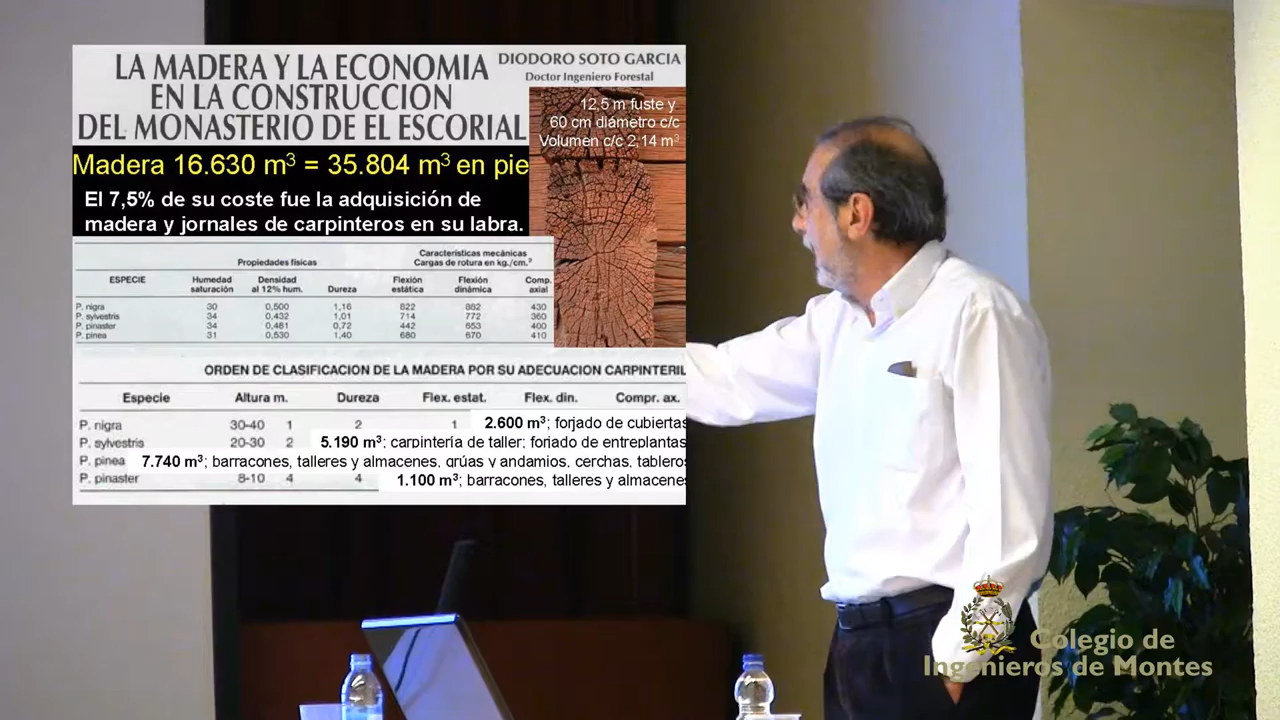 LA MADERA Y LA ECONOMIA
EN LA CONSTRUCCION
DEL MONASTERIO DE EL ESCORIAL
DIODORO SOTO GARCIA
Doctor Ingeniero Forestal
12,5 m fuste y
60 cm diámetro c/c
Volumen c/c 2,14 m³
Madera 16.630 m³ = 35.804 m³ en pie
El 7,5% de su coste fue la adquisición de
madera y jornales de carpinteros en su labra.
Propiedades físicas Características mecánicas
Cargas de rotura en kg./cm.²
ESPECIE Humedad saturación Densidad al 12% hum. Dureza Flexión estática Flexión dinámica Comp. axial
P. nigra 30 0,500 1,16 822 882 430
P. sylvestris 34 0,432 1,01 714 772 360
P. pinaster 34 0,481 0,72 442 653 400
P. pinea 31 0,530 1,40 680 670 410
ORDEN DE CLASIFICACION DE LA MADERA POR SU ADECUACION CARPINTERIL
Especie Altura m. Dureza Flex. estat. Flex. din. Compr. ax.
P. nigra 30-40 1 2 1 2.600 m³; forjado de cubiertas
P. sylvestris 20-30 2 5.190 m³; carpintería de taller; forjado de entreplantas
P. pinea 7.740 m³; barracones, talleres y almacenes, grúas y andamios, cerchas, tableros
P. pinaster 8-10 4 4 1.100 m³; barracones, talleres y almacenes
Colegio de
Ingenieros de Montes